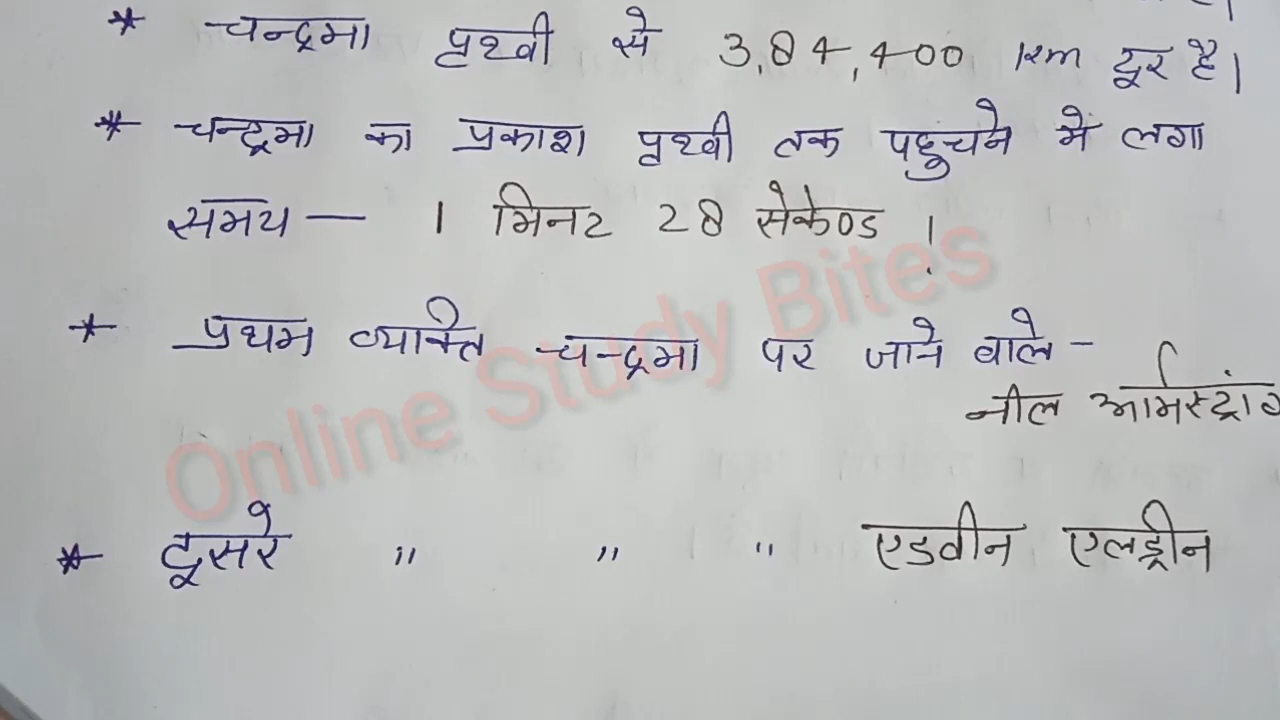 * चन्द्रमा पृथ्वी से 3,84,400 km दूर है।
* चन्द्रमा का प्रकाश पृथ्वी तक पहुचने में लगा
समय — 1 मिनट 28 सेकेण्ड ।
* प्रथम व्यक्ति चन्द्रमा पर जाने वाले -
नील आर्मस्ट्रांग
* दूसरे " " " एडवीन एलड्रीन
Online Study Bites